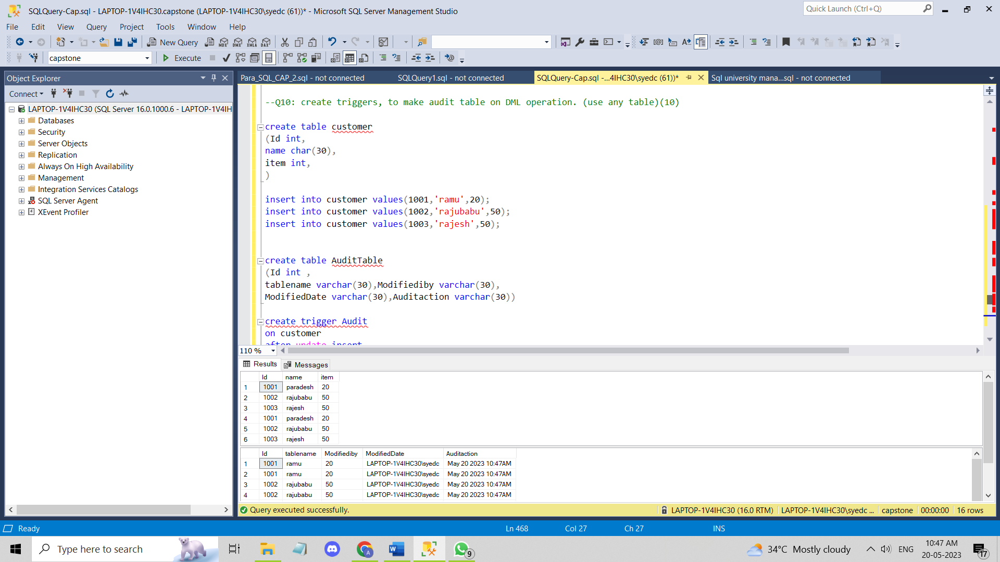 SQLQuery-Cap.sql - LAPTOP-1V4IHC30.capstone (LAPTOP-1V4IHC30\syedc (61))* - Microsoft SQL Server Management Studio
Quick Launch (Ctrl+Q)
File Edit View Query Project Tools Window Help
New Query MDX DMX XMLA DAX
capstone Execute
Object Explorer
Connect
LAPTOP-1V4IHC30 (SQL Server 16.0.1000.6 - LAPTOP-1V4IH
Databases
Security
Server Objects
Replication
Always On High Availability
Management
Integration Services Catalogs
SQL Server Agent
XEvent Profiler
Para_SQL_CAP_2.sql - not connected SQLQuery1.sql - not connected SQLQuery-Cap.sql -...4IHC30\syedc (61))* Sql university mana...sql - not connected
--Q10: create triggers, to make audit table on DML operation. (use any table)(10)
create table customer
(Id int,
name char(30),
item int,
)
insert into customer values(1001,'ramu',20);
insert into customer values(1002,'rajubabu',50);
insert into customer values(1003,'rajesh',50);
create table AuditTable
(Id int ,
tablename varchar(30),Modifiediby varchar(30),
ModifiedDate varchar(30),Auditaction varchar(30))
create trigger Audit
on customer
after update,insert
110 %
Results Messages
Id name item
1 1001 paradesh 20
2 1002 rajubabu 50
3 1003 rajesh 50
4 1001 paradesh 20
5 1002 rajubabu 50
6 1003 rajesh 50
Id tablename Modifiediby ModifiedDate Auditaction
1 1001 ramu 20 LAPTOP-1V4IHC30\syedc May 20 2023 10:47AM
2 1001 ramu 20 LAPTOP-1V4IHC30\syedc May 20 2023 10:47AM
3 1002 rajubabu 50 LAPTOP-1V4IHC30\syedc May 20 2023 10:47AM
4 1002 rajubabu 50 LAPTOP-1V4IHC30\syedc May 20 2023 10:47AM
Query executed successfully. LAPTOP-1V4IHC30 (16.0 RTM) LAPTOP-1V4IHC30\syedc ... capstone 00:00:00 16 rows
Ready Ln 468 Col 27 Ch 27 INS
Type here to search A 9 34°C Mostly cloudy ENG 10:47 AM
20-05-2023 17